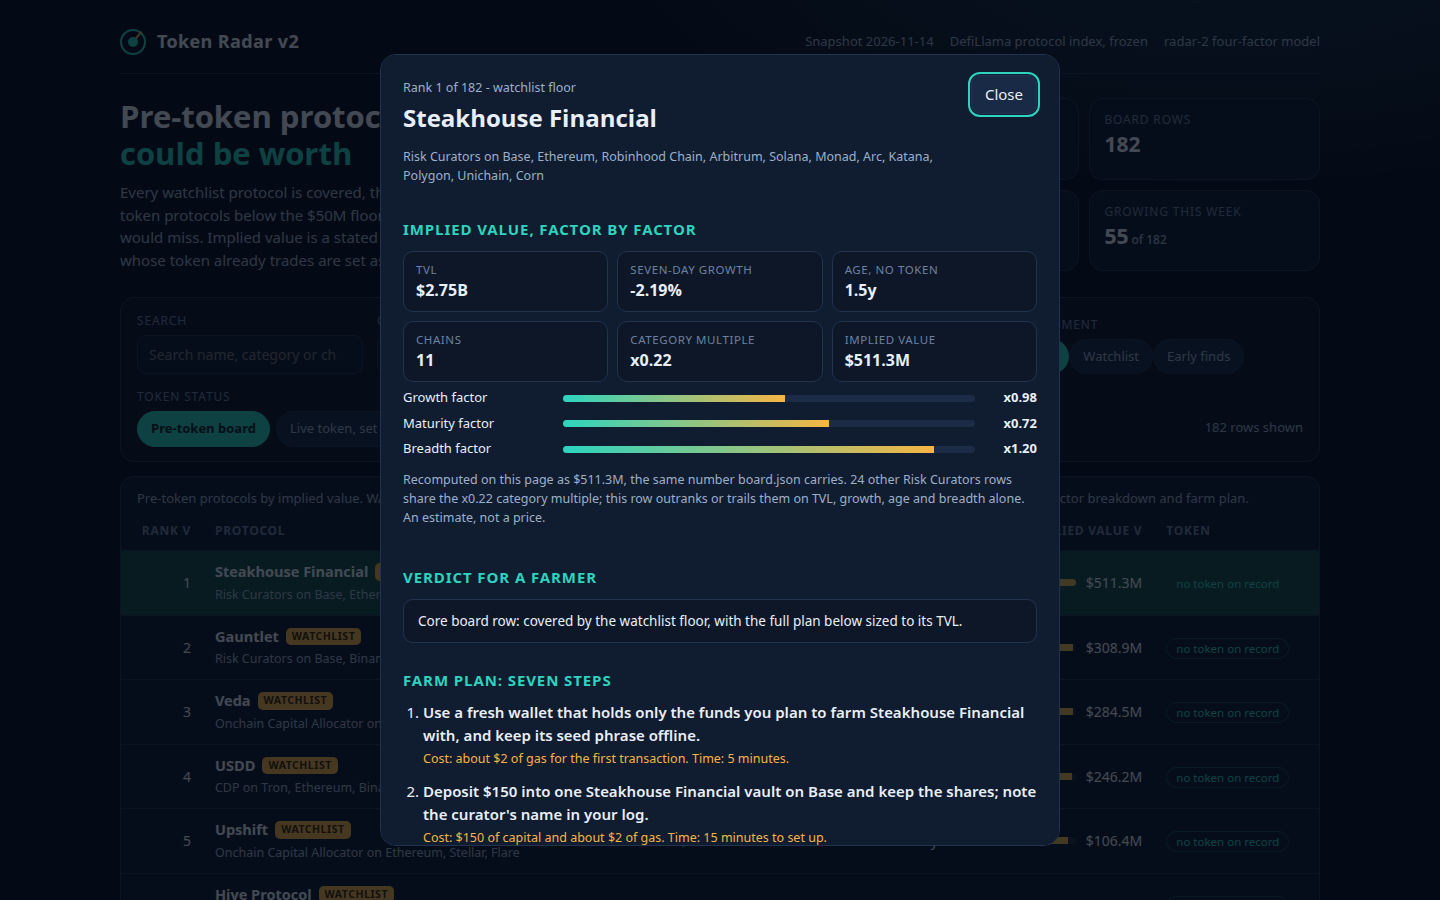 Token Radar v2
Snapshot 2026-11-14 DefiLlama protocol index, frozen radar-2 four-factor model
Pre-token protoc
could be worth
Every watchlist protocol is covered, th
token protocols below the $50M floor
would miss. Implied value is a stated
whose token already trades are set as
BOARD ROWS
182
GROWING THIS WEEK
55 of 182
SEARCH
Search name, category or ch
MENT
Watchlist
Early finds
TOKEN STATUS
Pre-token board
Live token, set
182 rows shown
Pre-token protocols by implied value. WA
ctor breakdown and farm plan.
RANK V PROTOCOL
IED VALUE V TOKEN
1 Steakhouse Financial
Risk Curators on Base, Ether
$511.3M no token on record
2 Gauntlet WATCHLIST
Risk Curators on Base, Binar
$308.9M no token on record
3 Veda WATCHLIST
Onchain Capital Allocator on
$284.5M no token on record
4 USDD WATCHLIST
CDP on Tron, Ethereum, Bina
$246.2M no token on record
5 Upshift WATCHLIST
Onchain Capital Allocator on Ethereum, Stellar, Flare
$106.4M no token on record
Hive Protocol WATCHLIST
Rank 1 of 182 - watchlist floor
Close
Steakhouse Financial
Risk Curators on Base, Ethereum, Robinhood Chain, Arbitrum, Solana, Monad, Arc, Katana,
Polygon, Unichain, Corn
IMPLIED VALUE, FACTOR BY FACTOR
TVL
$2.75B
SEVEN-DAY GROWTH
-2.19%
AGE, NO TOKEN
1.5y
CHAINS
11
CATEGORY MULTIPLE
x0.22
IMPLIED VALUE
$511.3M
Growth factor x0.98
Maturity factor x0.72
Breadth factor x1.20
Recomputed on this page as $511.3M, the same number board.json carries. 24 other Risk Curators rows
share the x0.22 category multiple; this row outranks or trails them on TVL, growth, age and breadth alone.
An estimate, not a price.
VERDICT FOR A FARMER
Core board row: covered by the watchlist floor, with the full plan below sized to its TVL.
FARM PLAN: SEVEN STEPS
1. Use a fresh wallet that holds only the funds you plan to farm Steakhouse Financial
with, and keep its seed phrase offline.
Cost: about $2 of gas for the first transaction. Time: 5 minutes.
2. Deposit $150 into one Steakhouse Financial vault on Base and keep the shares; note
the curator's name in your log.
Cost: $150 of capital and about $2 of gas. Time: 15 minutes to set up.